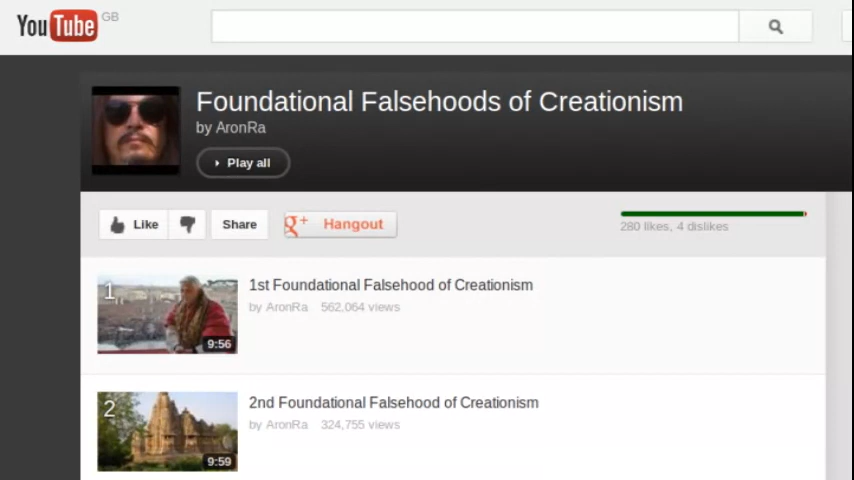 YouTube GB
Foundational Falsehoods of Creationism
by AronRa
Play all
Like Share g+ Hangout
280 likes, 4 dislikes
1
1st Foundational Falsehood of Creationism
by AronRa 562,064 views
9:56
2
2nd Foundational Falsehood of Creationism
by AronRa 324,755 views
9:59